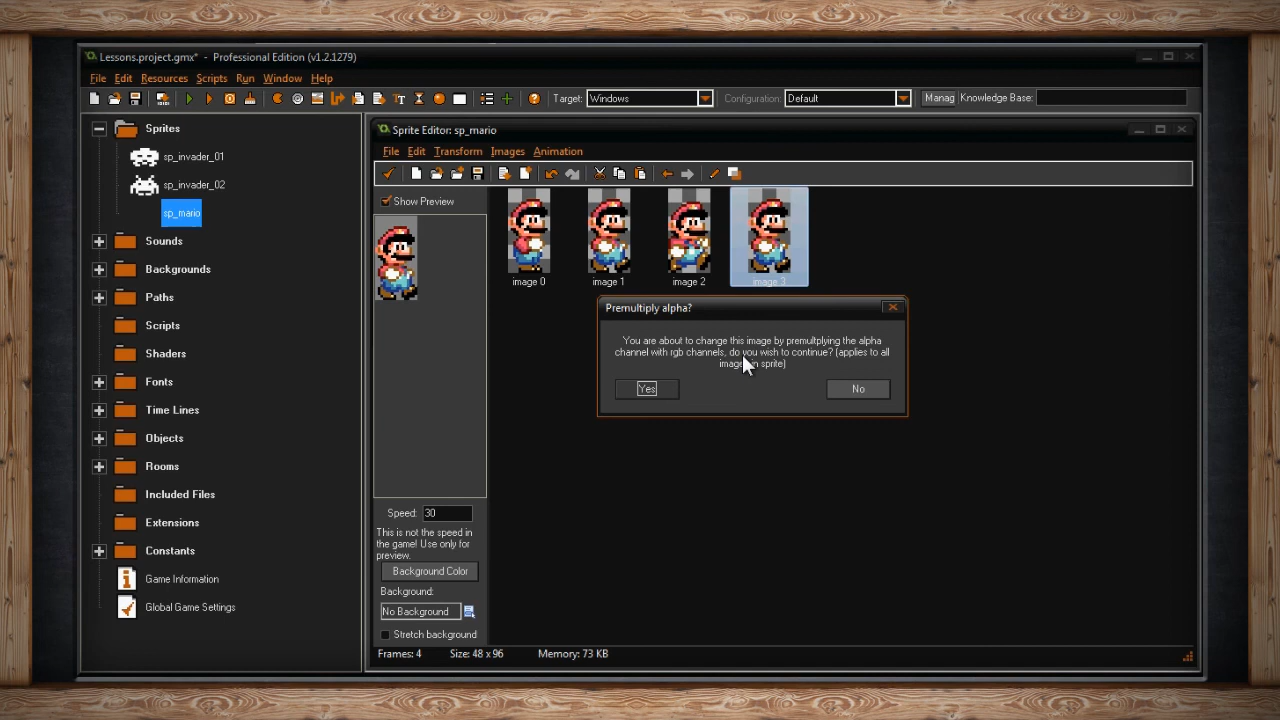 Lessons.project.gmx* - Professional Edition (v1.2.1279)
File Edit Resources Scripts Run Window Help
Target: Windows Configuration: Default Manag Knowledge Base:
Sprites
sp_invader_01
sp_invader_02
sp_mario
Sounds
Backgrounds
Paths
Scripts
Shaders
Fonts
Time Lines
Objects
Rooms
Included Files
Extensions
Constants
Game Information
Global Game Settings
Sprite Editor: sp_mario
File Edit Transform Images Animation
Show Preview
image 0 image 1 image 2 image 3
Premultiply alpha?
You are about to change this image by premultplying the alpha
channel with rgb channels, do you wish to continue? (applies to all
images in sprite)
Yes No
Speed: 30
This is not the speed in
the game! Use only for
preview.
Background Color
Background:
No Background
Stretch background
Frames: 4 Size: 48 x 96 Memory: 73 KB